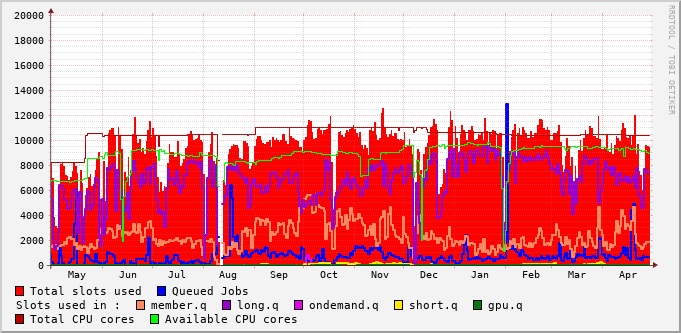 20000
18000
16000
14000
12000
10000
8000
6000
4000
2000
0
May Jun Jul Aug Sep Oct Nov Dec Jan Feb Mar Apr
RRDTOOL / TOBI OETIKER
Total slots used Queued Jobs
Slots used in : member.q long.q ondemand.q short.q gpu.q
Total CPU cores Available CPU cores